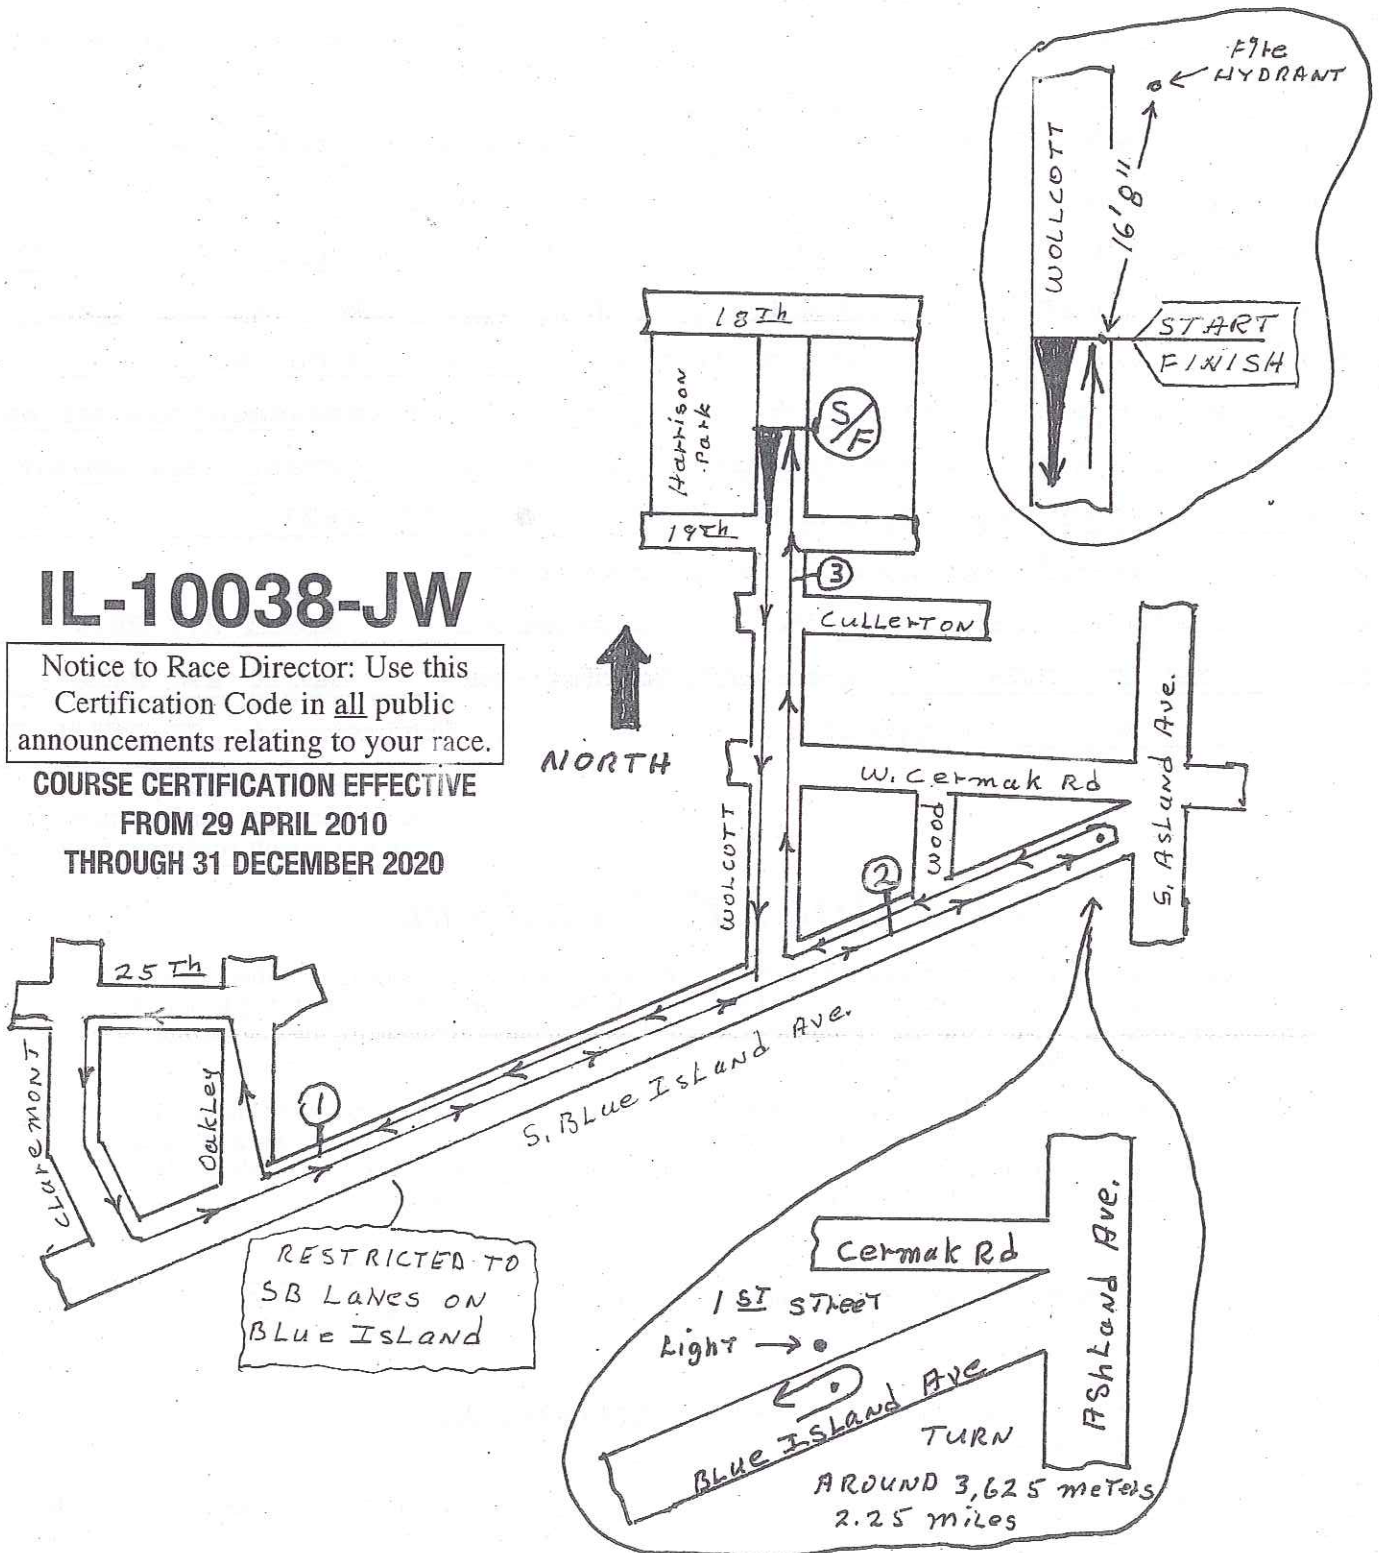 Fire
HYDRANT
WOLLCOTT
16'8"
START
FINISH
18Th
Harrison
Park
S/F
19Th
3
CULLERTON
IL-10038-JW
Notice to Race Director: Use this
Certification Code in all public
announcements relating to your race.
COURSE CERTIFICATION EFFECTIVE
FROM 29 APRIL 2010
THROUGH 31 DECEMBER 2020
NORTH
W. Cermak Rd
S. AsLand Ave.
WOLCOTT
Wood
2
25 Th
CLaremONT
OakLey
1
S. BLue IsLand Ave.
RESTRICTED TO
SB LaNes ON
BLue IsLaNd
Cermak Rd
1 ST STreeT
Light
AshLand Ave.
BLue IsLand Ave
TURN
AROUND 3,625 meTers
2.25 miLes